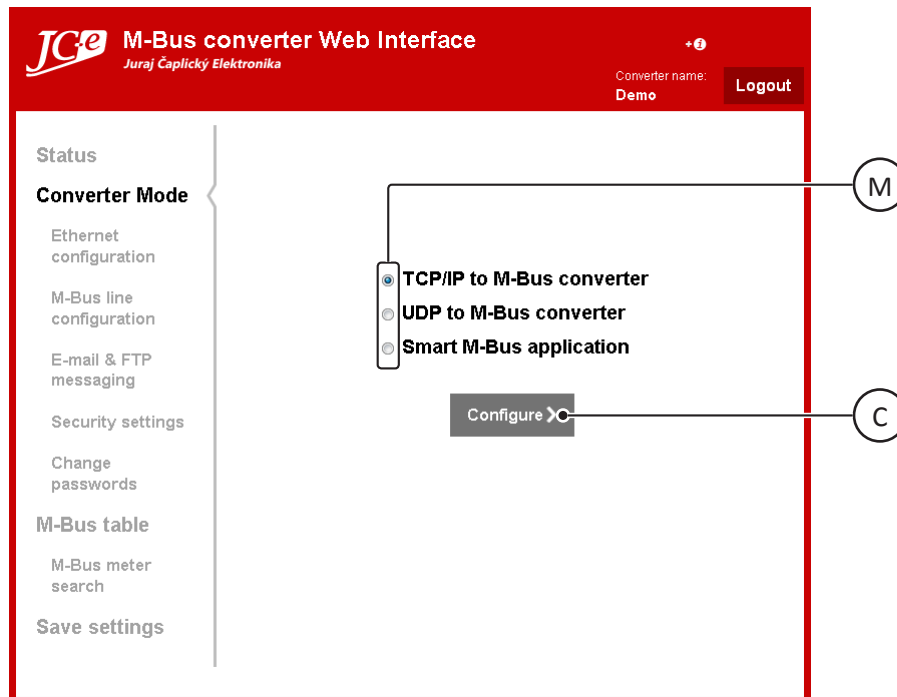 JC-e M-Bus converter Web Interface
Juraj Čaplický Elektronika
+i
Converter name:
Demo
Logout
Status
Converter Mode
Ethernet
configuration
M-Bus line
configuration
E-mail & FTP
messaging
Security settings
Change
passwords
M-Bus table
M-Bus meter
search
Save settings
TCP/IP to M-Bus converter
UDP to M-Bus converter
Smart M-Bus application
Configure
M
C